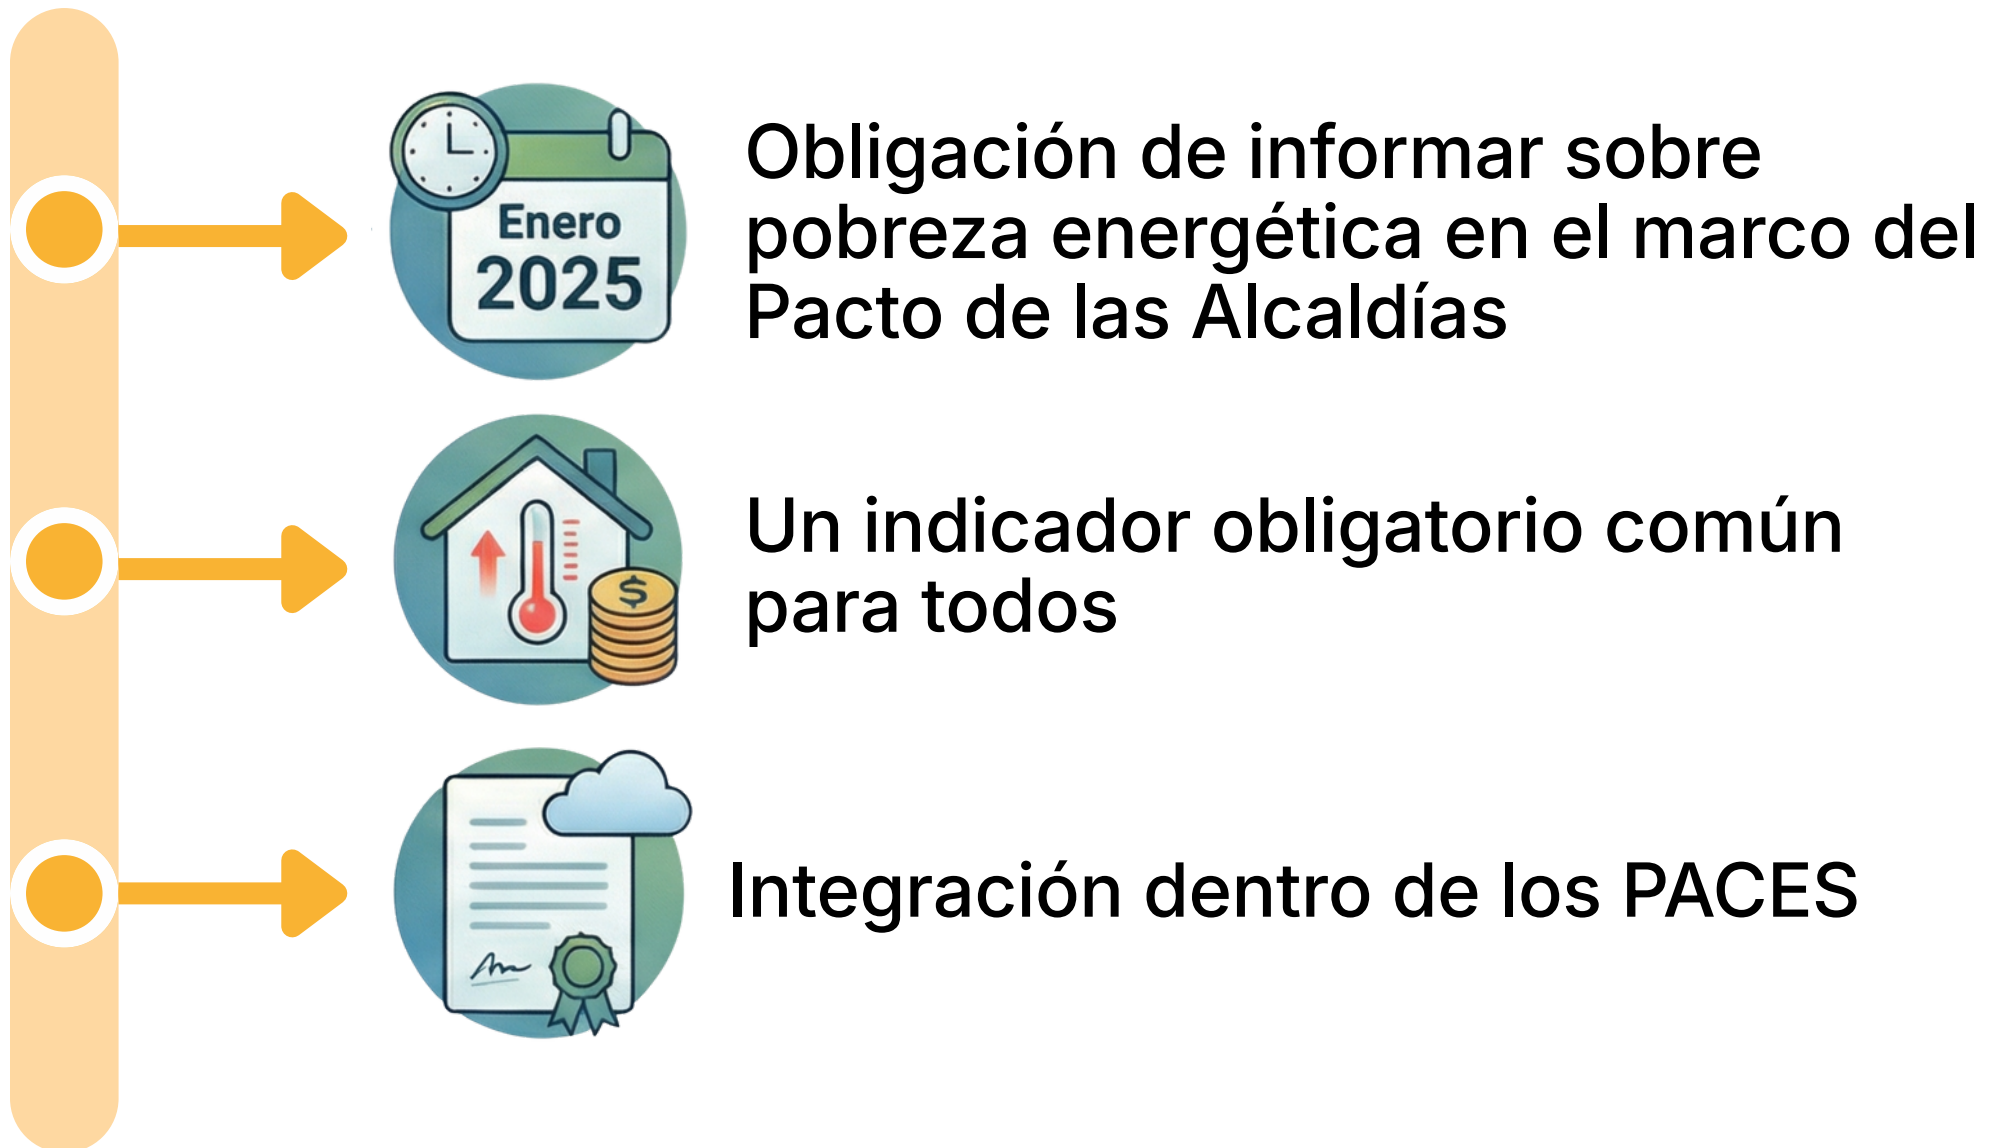 Enero
2025
Obligación de informar sobre
pobreza energética en el marco del
Pacto de las Alcaldías
$
Un indicador obligatorio común
para todos
Integración dentro de los PACES